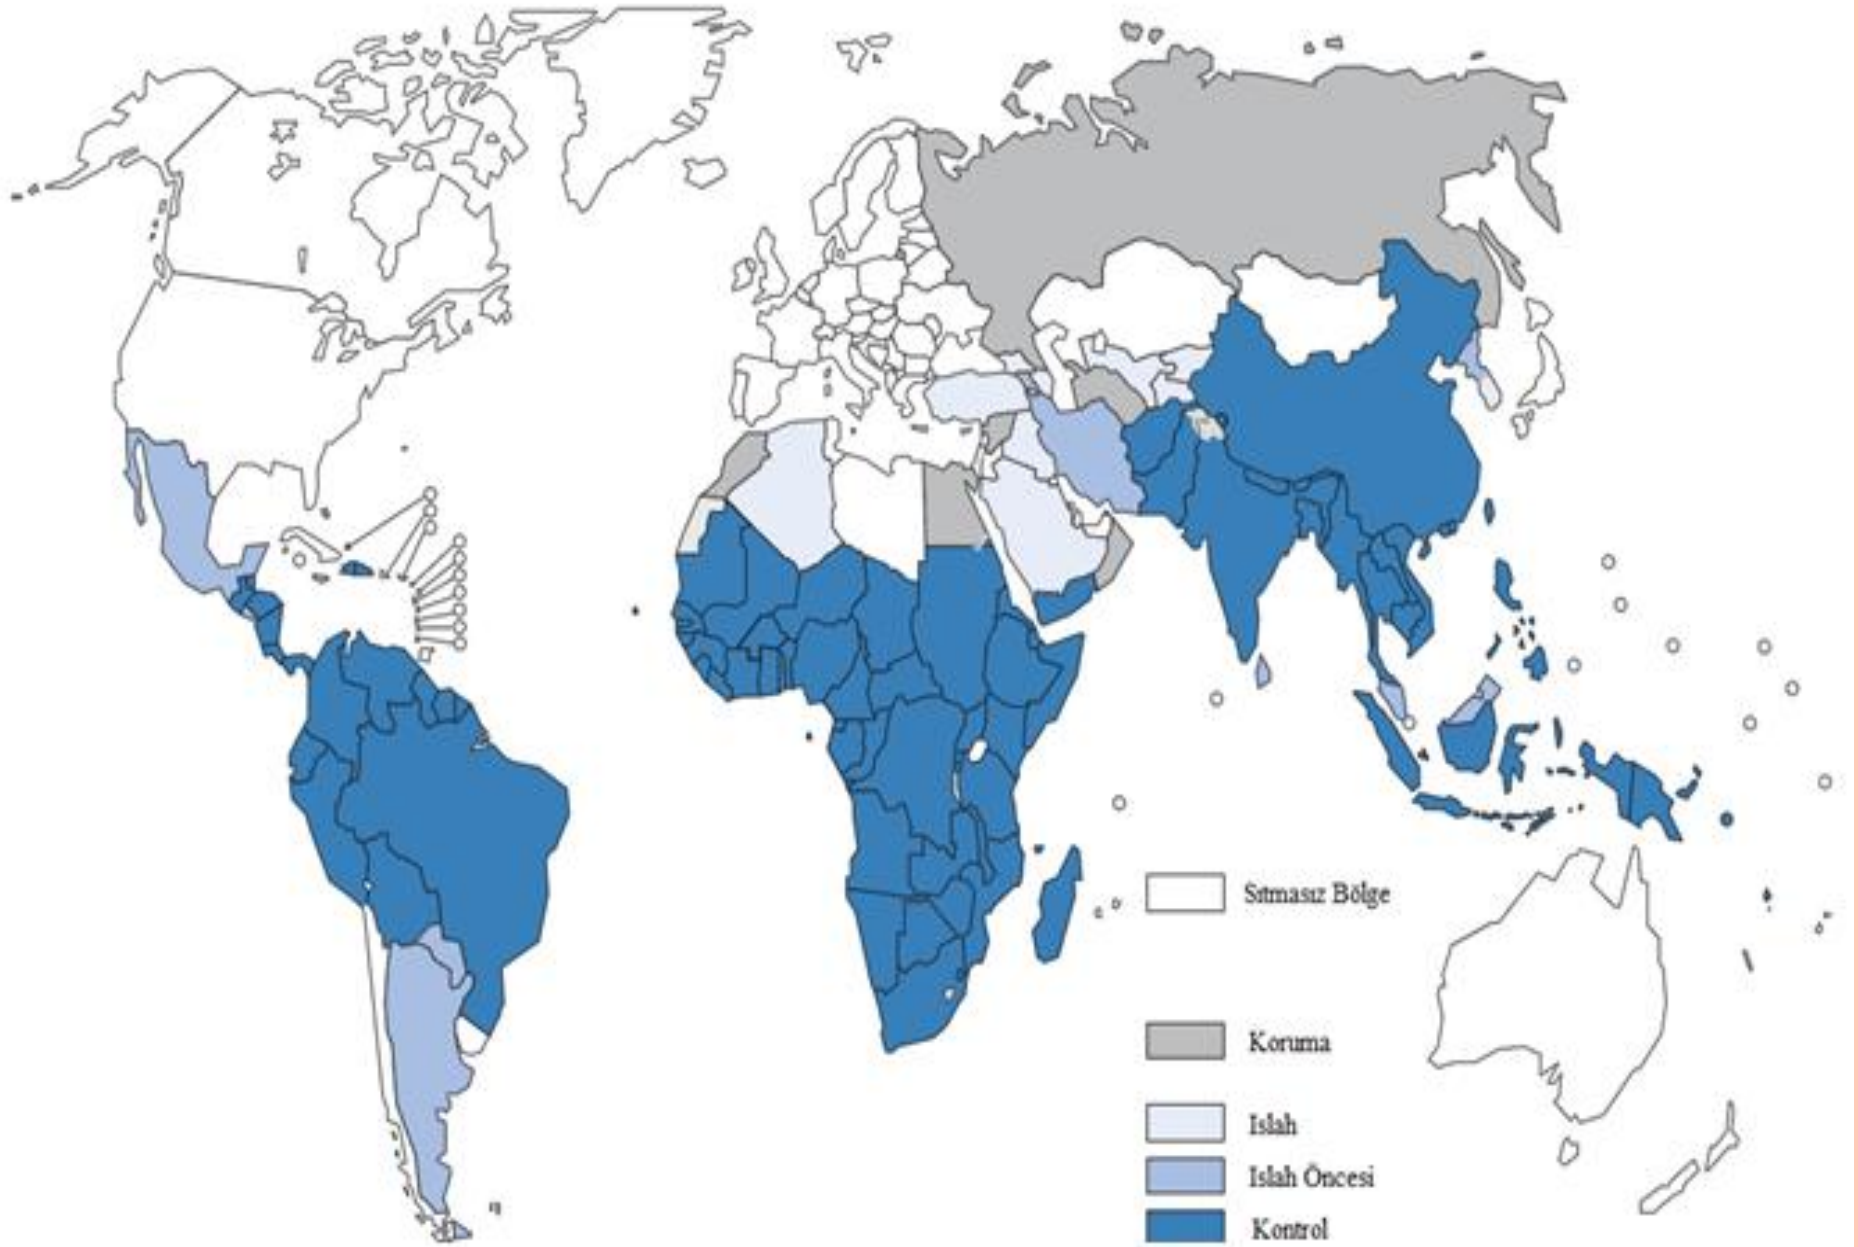 Sıtmasız Bölge
Koruma
Islah
Islah Öncesi
Kontrol